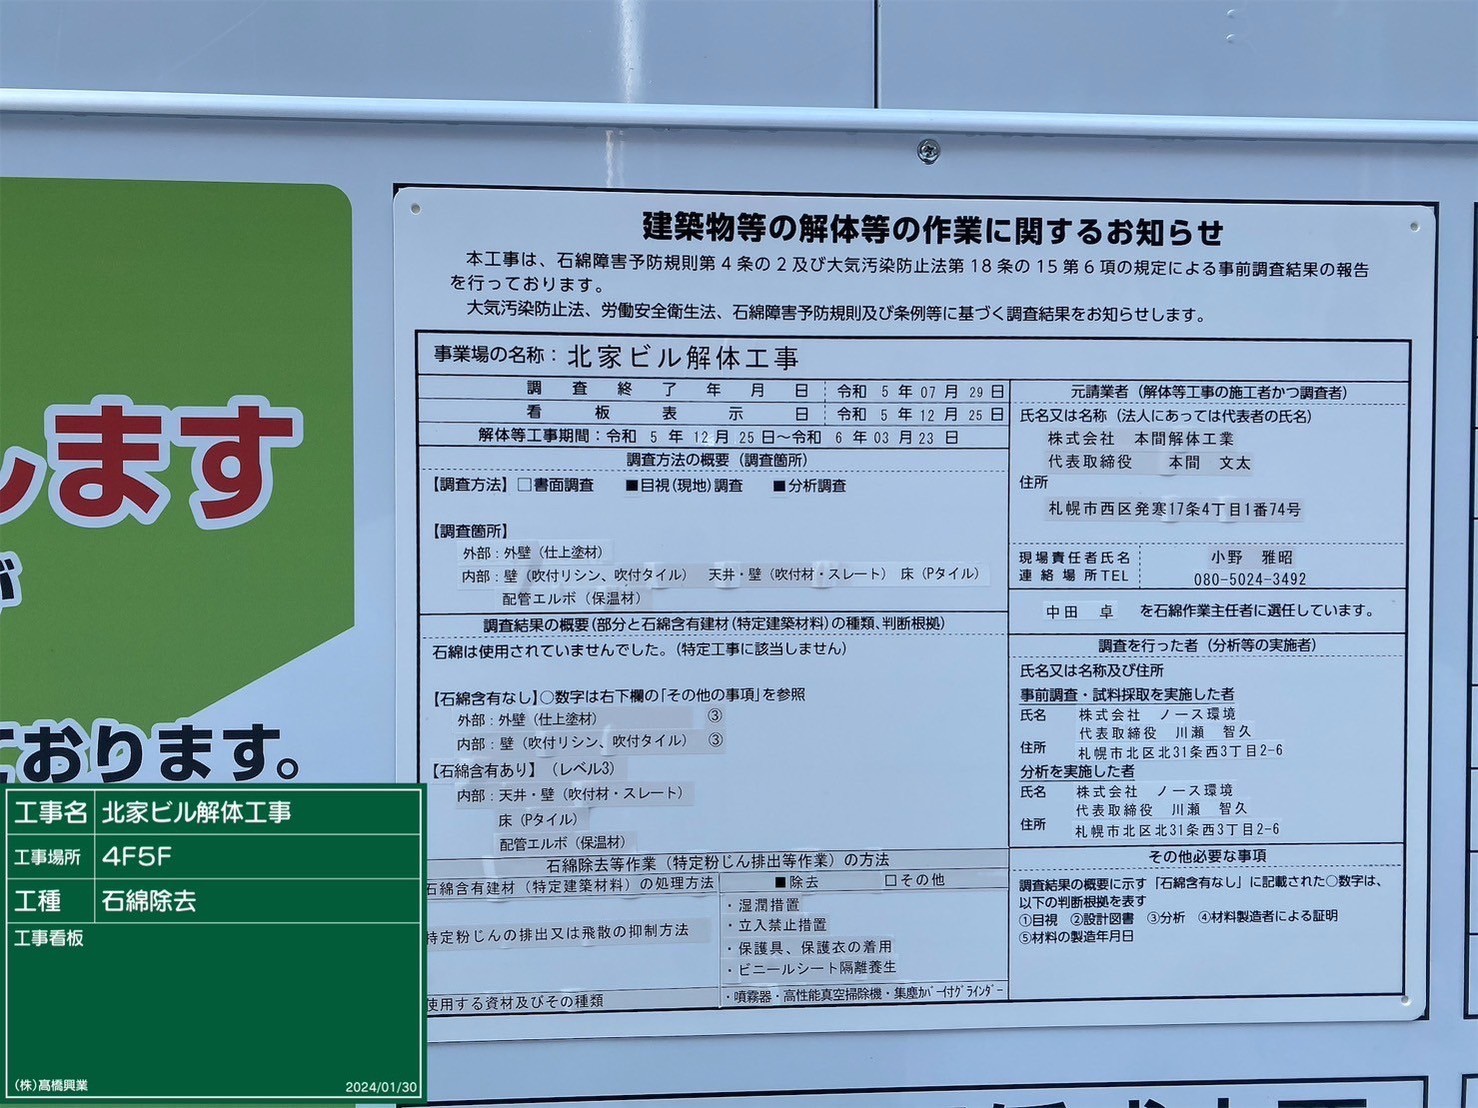 建築物等の解体等の作業に関するお知らせ
本工事は、石綿障害予防規則第4条の2及び大気汚染防止法第18条の15第6項の規定による事前調査結果の報告
を行っております。
大気汚染防止法、労働安全衛生法、石綿障害予防規則及び条例等に基づく調査結果をお知らせします。
事業場の名称：北家ビル解体工事
調査終了年月日 令和 5 年 07 月 29 日
看板表示日 令和 5 年 12 月 25 日
解体等工事期間：令和 5 年 12 月 25 日～令和 6 年 03 月 23 日
調査方法の概要（調査箇所）
【調査方法】□書面調査 ■目視（現地）調査 ■分析調査
【調査箇所】
外部：外壁（仕上塗材）
内部：壁（吹付リシン、吹付タイル） 天井・壁（吹付材・スレート） 床（Pタイル）
配管エルボ（保温材）
調査結果の概要（部分と石綿含有建材（特定建築材料）の種類、判断根拠）
石綿は使用されていませんでした。（特定工事に該当しません）
【石綿含有なし】○数字は右下欄の「その他の事項」を参照
外部：外壁（仕上塗材） ③
内部：壁（吹付リシン、吹付タイル） ③
【石綿含有あり】（レベル3）
内部：天井・壁（吹付材・スレート）
床（Pタイル）
配管エルボ（保温材）
石綿除去等作業（特定粉じん排出等作業）の方法
石綿含有建材（特定建築材料）の処理方法 ■除去 □その他
特定粉じんの排出又は飛散の抑制方法
・湿潤措置
・立入禁止措置
・保護具、保護衣の着用
・ビニールシート隔離養生
使用する資材及びその種類
・噴霧器・高性能真空掃除機・集塵ｶﾊﾞｰ付ｸﾞﾗｲﾝﾀﾞｰ
元請業者（解体等工事の施工者かつ調査者）
氏名又は名称（法人にあっては代表者の氏名）
株式会社 本間解体工業
代表取締役 本間 文太
住所
札幌市西区発寒17条4丁目1番74号
現場責任者氏名 小野 雅昭
連絡場所TEL 080-5024-3492
中田 卓 を石綿作業主任者に選任しています。
調査を行った者（分析等の実施者）
氏名又は名称及び住所
事前調査・試料採取を実施した者
氏名 株式会社 ノース環境
代表取締役 川瀬 智久
住所 札幌市北区北31条西3丁目2-6
分析を実施した者
氏名 株式会社 ノース環境
代表取締役 川瀬 智久
住所 札幌市北区北31条西3丁目2-6
その他必要な事項
調査結果の概要に示す「石綿含有なし」に記載された○数字は、
以下の判断根拠を表す
①目視 ②設計図書 ③分析 ④材料製造者による証明
⑤材料の製造年月日
します
が
ております。
工事名 北家ビル解体工事
工事場所 4F5F
工種 石綿除去
工事看板
（株）髙橋興業
2024/01/30